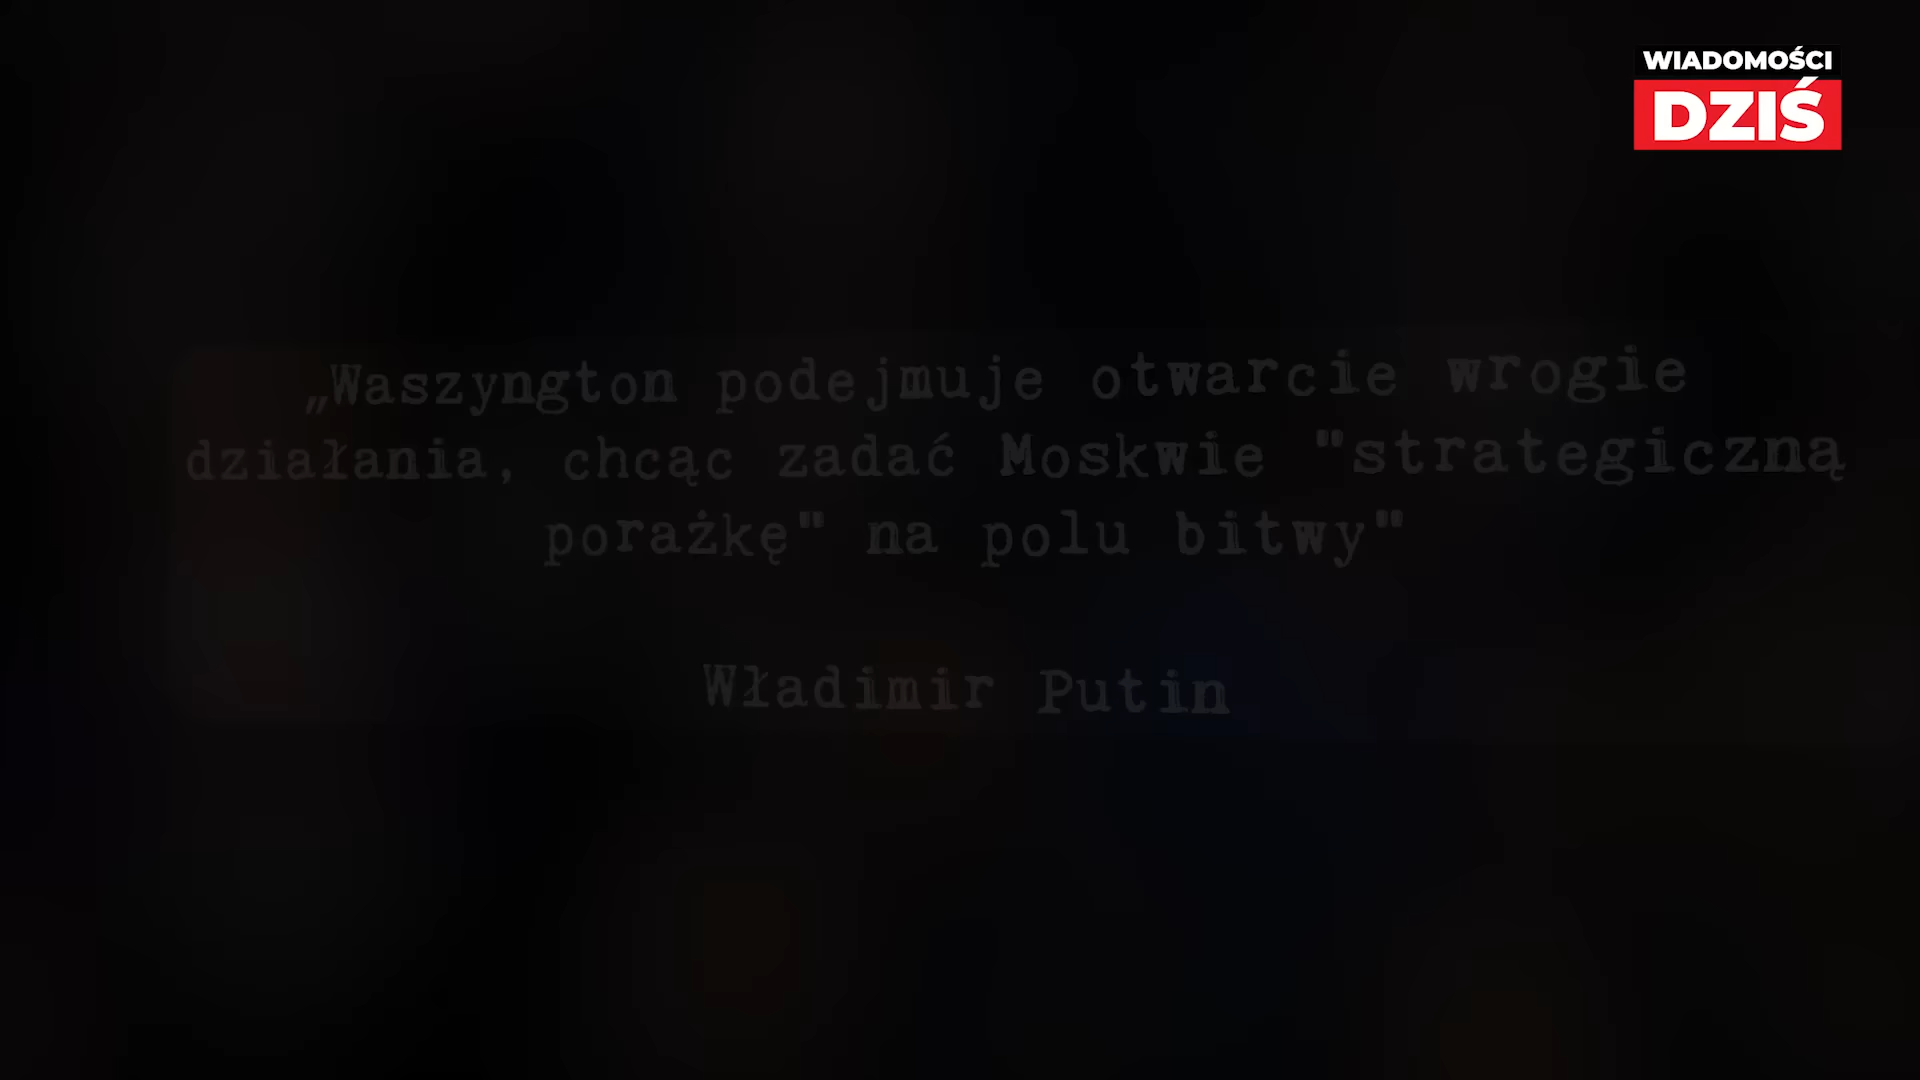 WIADOMOŚCI
DZIŚ
„Waszyngton podejmuje otwarcie wrogie
działania, chcąc zadać Moskwie "strategiczną
porażkę" na polu bitwy"
Władimir Putin